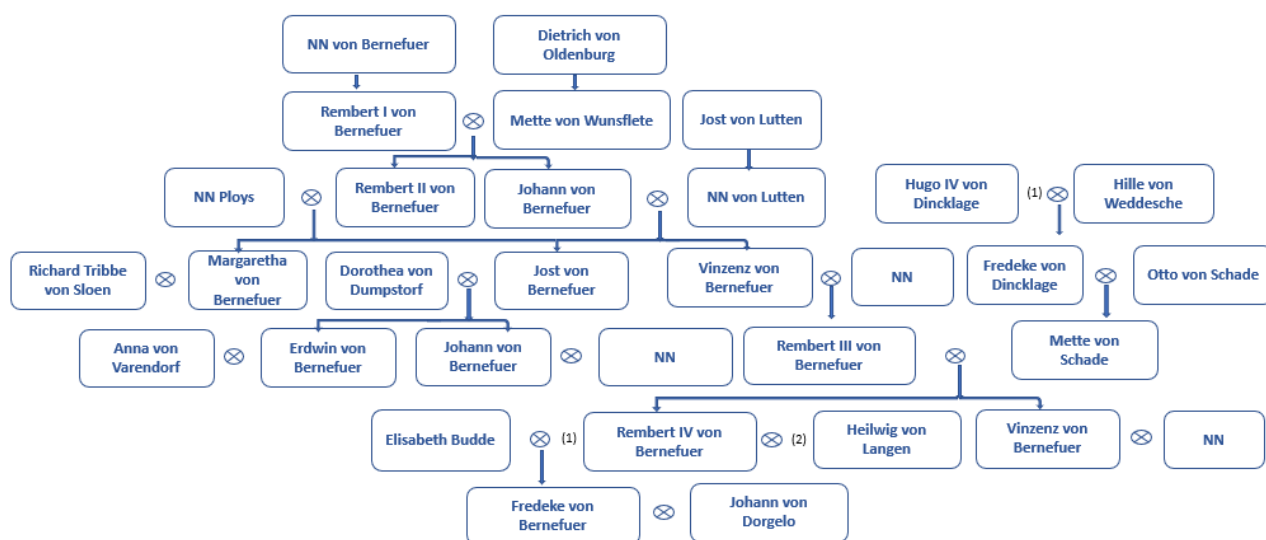 NN von Bernefuer
Dietrich von
Oldenburg
Rembert I von
Bernefuer
Mette von Wunsflete
Jost von Lutten
NN Ploys
Rembert II von
Bernefuer
Johann von
Bernefuer
NN von Lutten
Hugo IV von
Dincklage
(1)
Hille von
Weddesche
Richard Tribbe
von Sloen
Margaretha
von
Bernefuer
Dorothea von
Dumpstorf
Jost von
Bernefuer
Vinzenz von
Bernefuer
NN
Fredeke von
Dincklage
Otto von Schade
Anna von
Varendorf
Erdwin von
Bernefuer
Johann von
Bernefuer
NN
Rembert III von
Bernefuer
Mette von
Schade
Elisabeth Budde
(1)
Rembert IV von
Bernefuer
(2)
Heilwig von
Langen
Vinzenz von
Bernefuer
NN
Fredeke von
Bernefuer
Johann von
Dorgelo